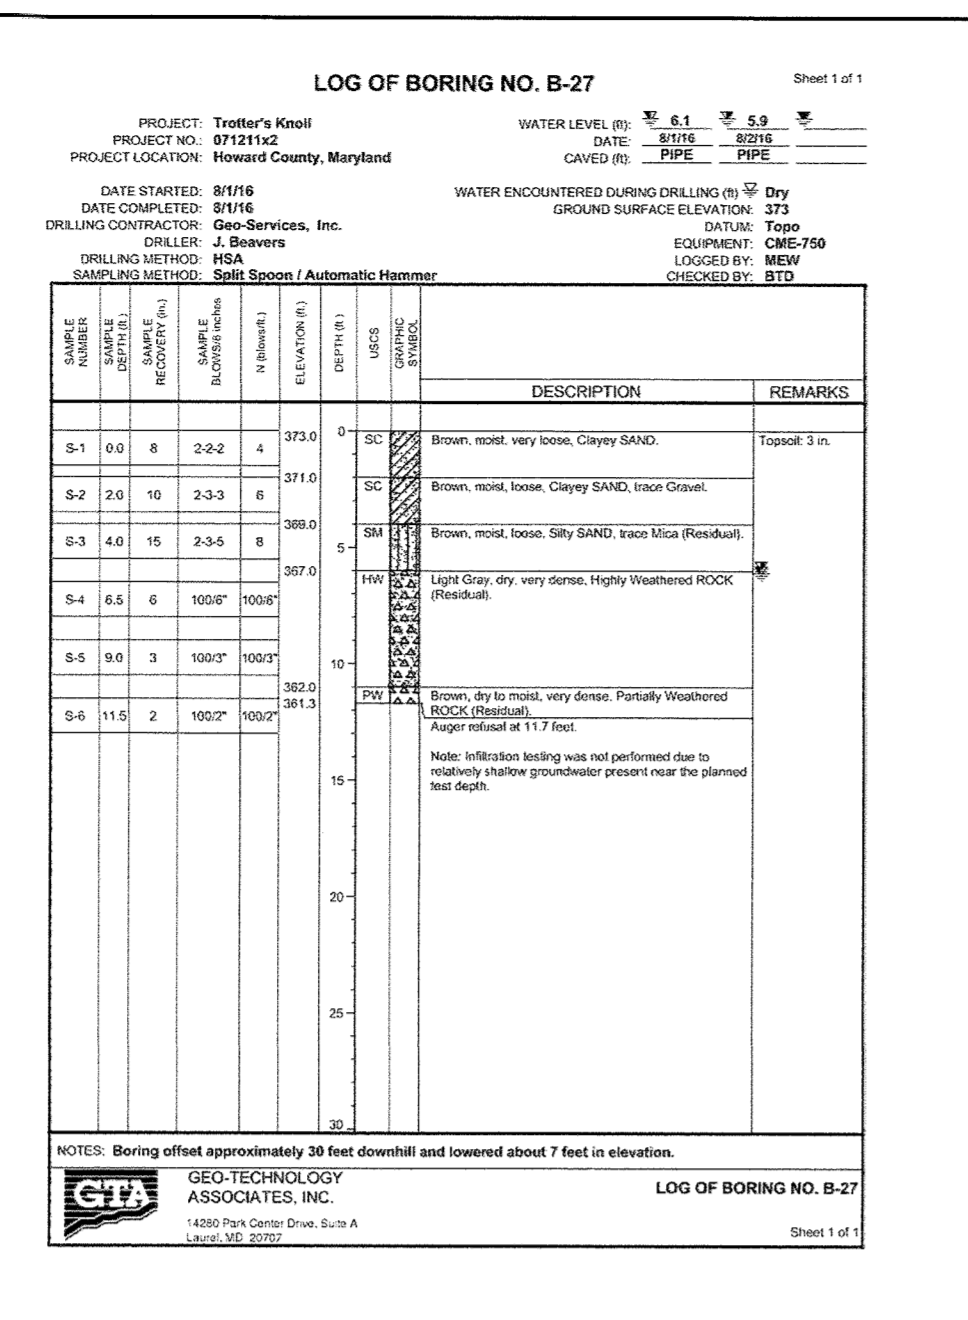 LOG OF BORING NO. B-27
Sheet 1 of 1
PROJECT: Trotter's Knoll
PROJECT NO.: 071211x2
PROJECT LOCATION: Howard County, Maryland
WATER LEVEL (ft): 6.1 5.9
DATE: 8/1/16 8/2/16
CAVED (ft): PIPE PIPE
DATE STARTED: 8/1/16
DATE COMPLETED: 8/1/16
DRILLING CONTRACTOR: Geo-Services, Inc.
DRILLER: J. Beavers
DRILLING METHOD: HSA
SAMPLING METHOD: Split Spoon / Automatic Hammer
WATER ENCOUNTERED DURING DRILLING (ft) Dry
GROUND SURFACE ELEVATION: 373
DATUM: Topo
EQUIPMENT: CME-750
LOGGED BY: MEW
CHECKED BY: BTD
SAMPLE NUMBER
SAMPLE DEPTH (ft.)
SAMPLE RECOVERY (in.)
SAMPLE BLOWS/6 inches
N (blows/ft.)
ELEVATION (ft.)
DEPTH (ft.)
USCS
GRAPHIC SYMBOL
DESCRIPTION
REMARKS
373.0 0
S-1 0.0 8 2-2-2 4 SC Brown, moist, very loose, Clayey SAND. Topsoil: 3 in.
371.0
S-2 2.0 10 2-3-3 6 SC Brown, moist, loose, Clayey SAND, trace Gravel.
369.0
S-3 4.0 15 2-3-5 8 SM Brown, moist, loose, Silty SAND, trace Mica (Residual).
5
367.0
HW Light Gray, dry, very dense, Highly Weathered ROCK
(Residual).
S-4 6.5 6 100/6" 100/6"
S-5 9.0 3 100/3" 100/3"
10
362.0
361.3 PW Brown, dry to moist, very dense, Partially Weathered
ROCK (Residual).
S-6 11.5 2 100/2" 100/2"
Auger refusal at 11.7 feet.
Note: Infiltration testing was not performed due to
relatively shallow groundwater present near the planned
test depth.
15
20
25
30
NOTES: Boring offset approximately 30 feet downhill and lowered about 7 feet in elevation.
GTA
GEO-TECHNOLOGY
ASSOCIATES, INC.
14280 Park Center Drive, Suite A
Laurel, MD 20707
LOG OF BORING NO. B-27
Sheet 1 of 1